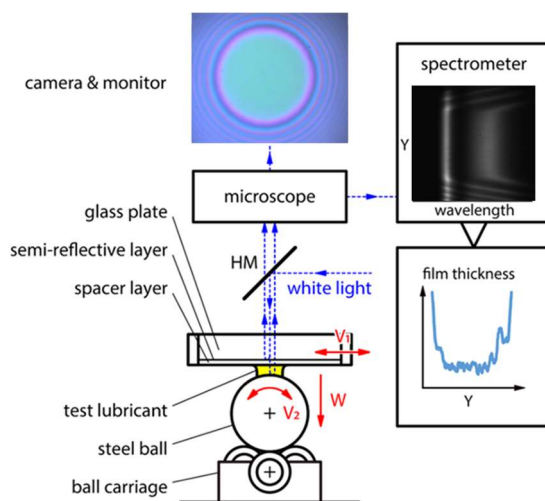 camera & monitor
spectrometer
Y
wavelength
microscope
glass plate
semi-reflective layer
spacer layer
HM
white light
film thickness
Y
V1
test lubricant
V2
W
steel ball
ball carriage